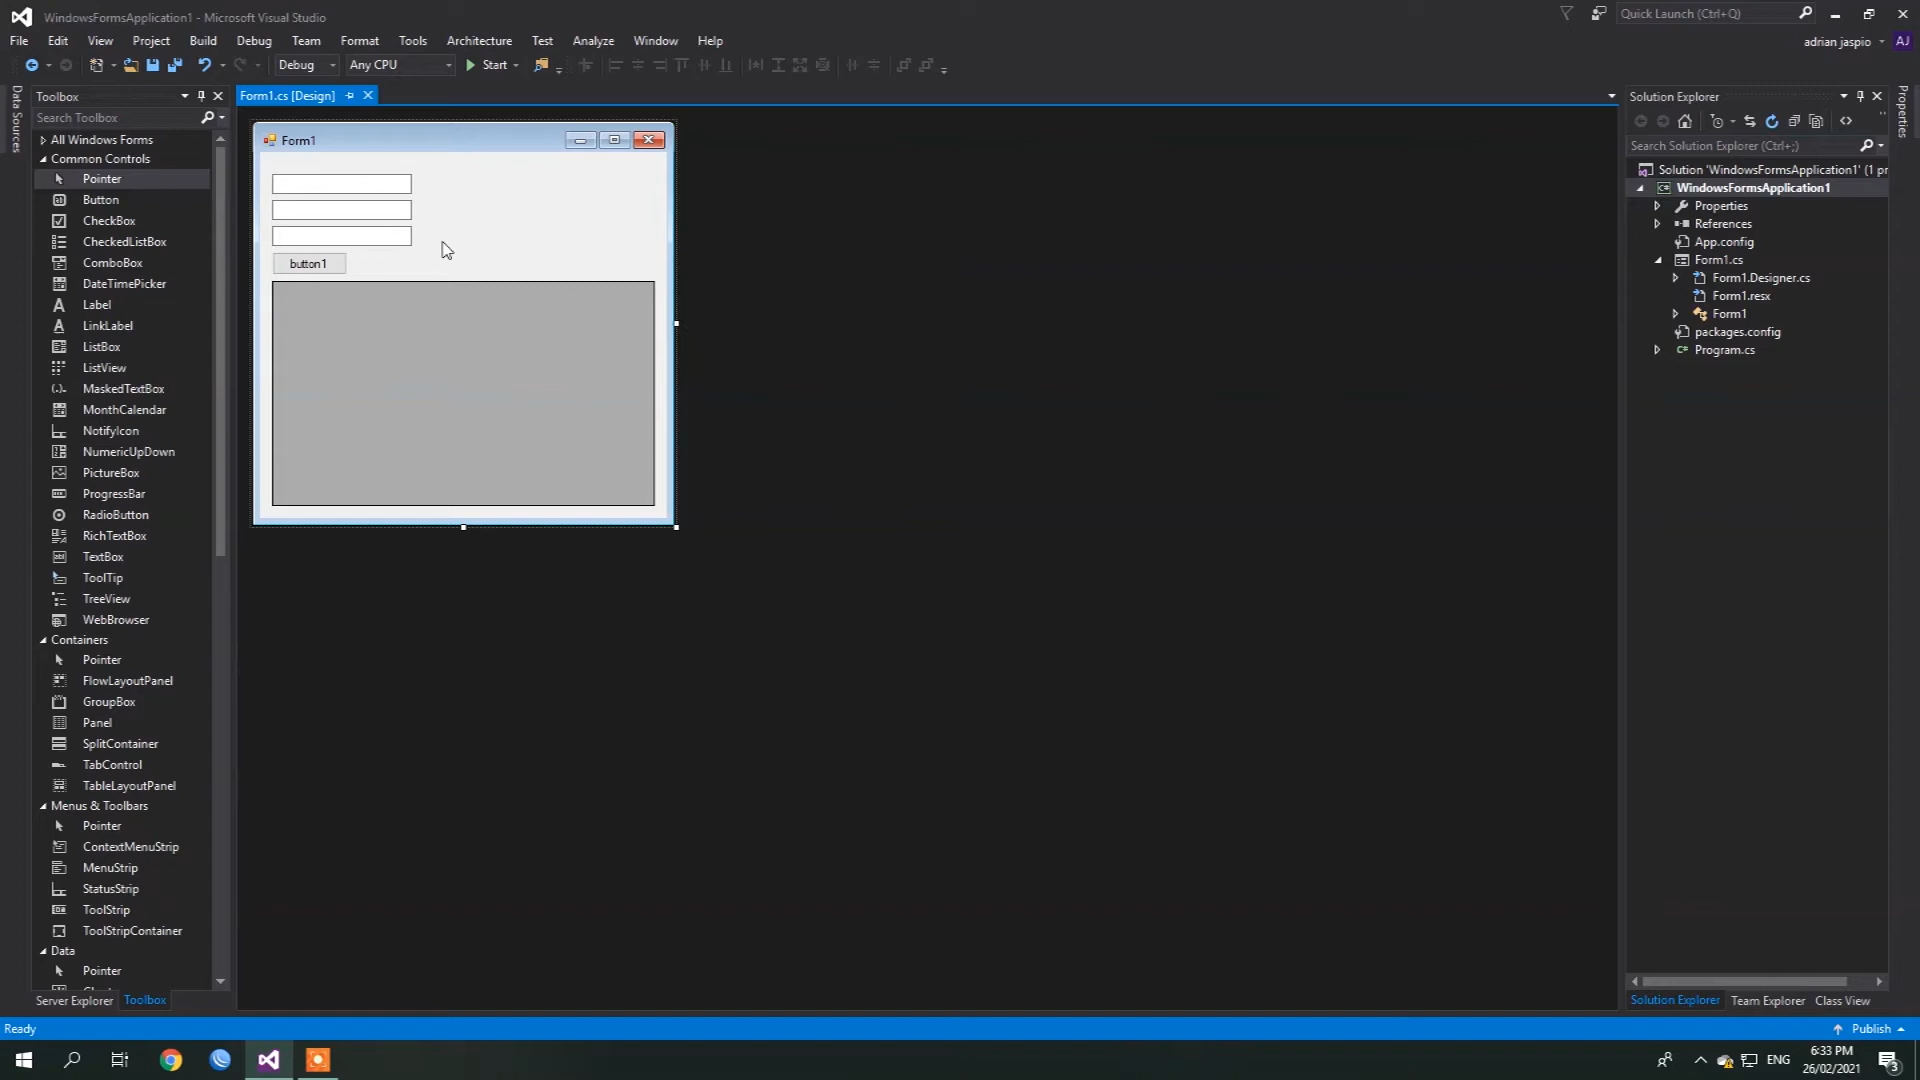 WindowsFormsApplication1 - Microsoft Visual Studio
Quick Launch (Ctrl+Q)
File Edit View Project Build Debug Team Format Tools Architecture Test Analyze Window Help
adrian jaspio AJ
Debug Any CPU Start
Data Sources
Toolbox
Search Toolbox
All Windows Forms
Common Controls
Pointer
Button
CheckBox
CheckedListBox
ComboBox
DateTimePicker
Label
LinkLabel
ListBox
ListView
MaskedTextBox
MonthCalendar
NotifyIcon
NumericUpDown
PictureBox
ProgressBar
RadioButton
RichTextBox
TextBox
ToolTip
TreeView
WebBrowser
Containers
Pointer
FlowLayoutPanel
GroupBox
Panel
SplitContainer
TabControl
TableLayoutPanel
Menus & Toolbars
Pointer
ContextMenuStrip
MenuStrip
StatusStrip
ToolStrip
ToolStripContainer
Data
Pointer
Server Explorer Toolbox
Form1.cs [Design]
Form1
button1
Solution Explorer
Search Solution Explorer (Ctrl+;)
Solution 'WindowsFormsApplication1' (1 pr
WindowsFormsApplication1
Properties
References
App.config
Form1.cs
Form1.Designer.cs
Form1.resx
Form1
packages.config
Program.cs
Solution Explorer Team Explorer Class View
Properties
Ready
Publish
ENG
6:33 PM
26/02/2021
3